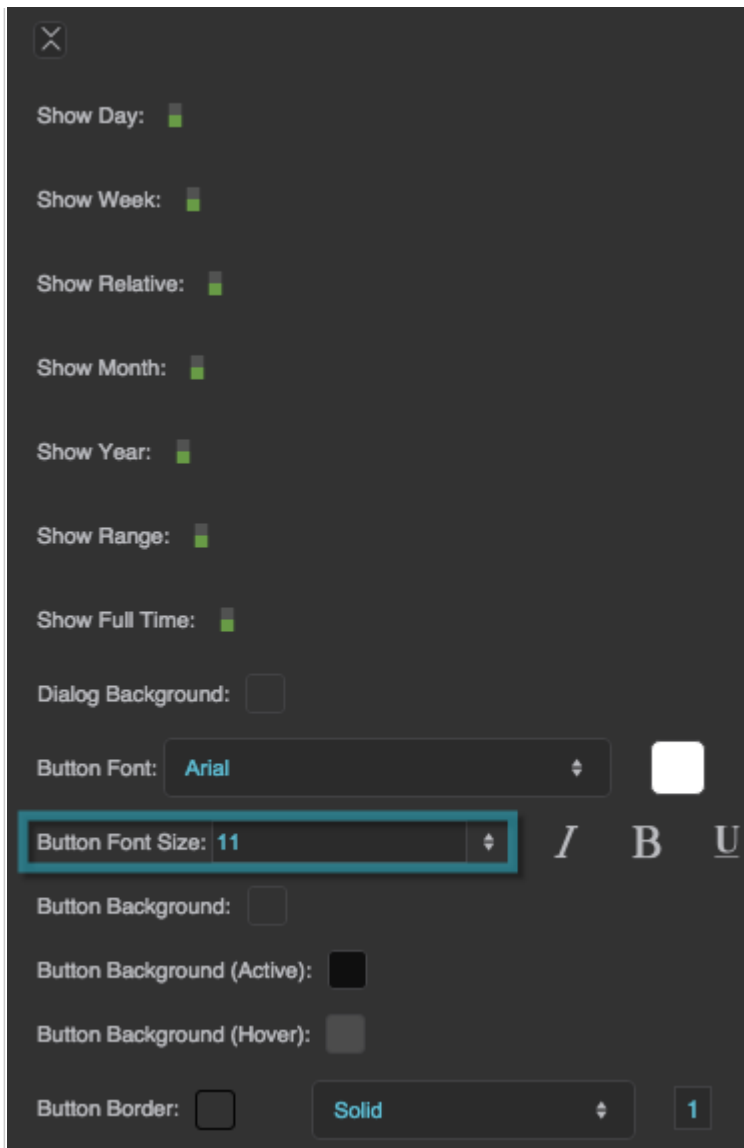 Show Day:
Show Week:
Show Relative:
Show Month:
Show Year:
Show Range:
Show Full Time:
Dialog Background:
Button Font: Arial
Button Font Size: 11 I B U
Button Background:
Button Background (Active):
Button Background (Hover):
Button Border: Solid 1